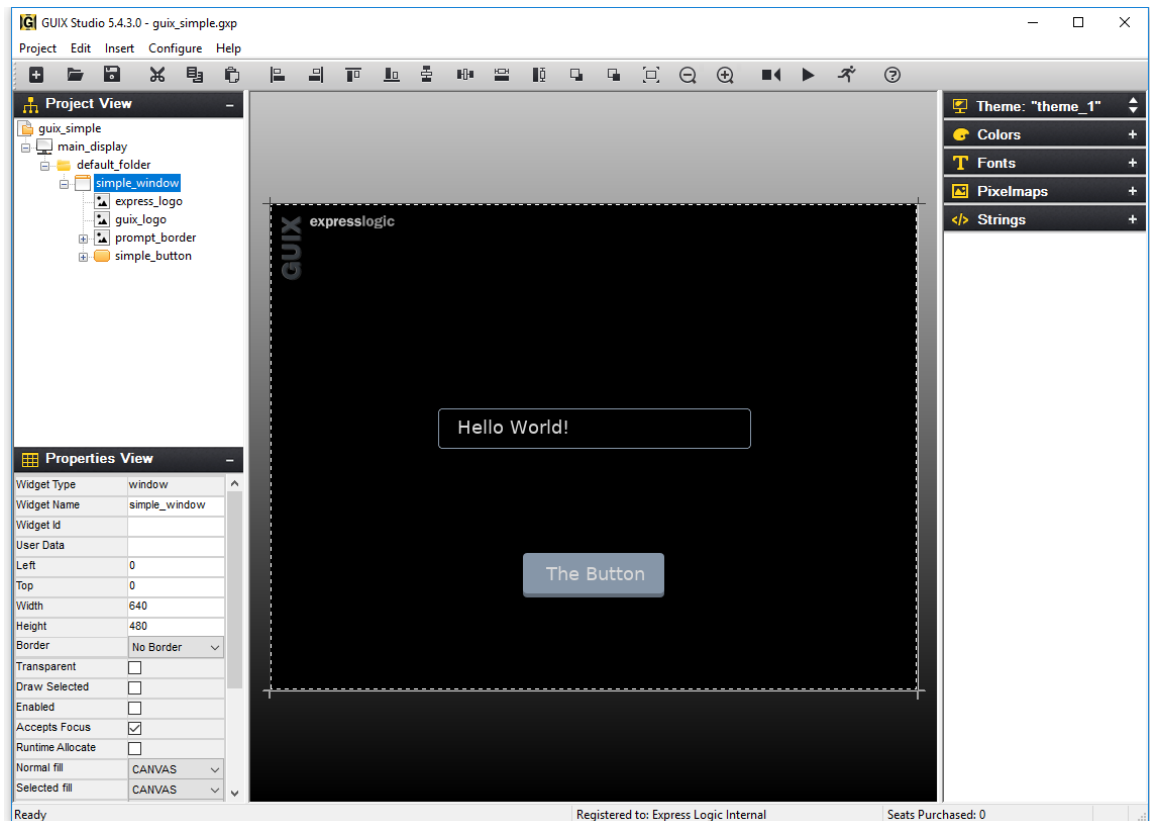 GUIX Studio 5.4.3.0 - guix_simple.gxp
Project Edit Insert Configure Help
Project View
guix_simple
main_display
default_folder
simple_window
express_logo
guix_logo
prompt_border
simple_button
Properties View
Widget Type window
Widget Name simple_window
Widget Id
User Data
Left 0
Top 0
Width 640
Height 480
Border No Border
Transparent
Draw Selected
Enabled
Accepts Focus
Runtime Allocate
Normal fill CANVAS
Selected fill CANVAS
GUIX
expresslogic
Hello World!
The Button
Theme: "theme_1"
Colors
Fonts
Pixelmaps
Strings
Ready
Registered to: Express Logic Internal
Seats Purchased: 0